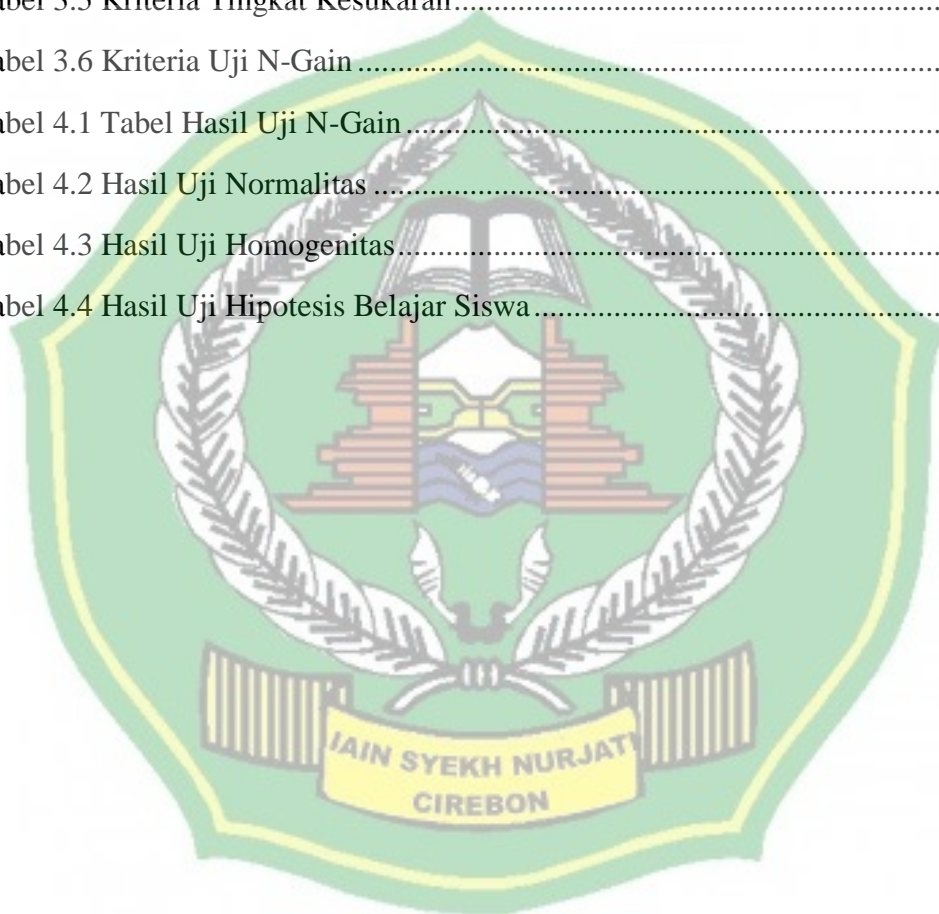 abel 3.5 Kriteria Tingkat Kesukaran
abel 3.6 Kriteria Uji N-Gain
abel 4.1 Tabel Hasil Uji N-Gain
abel 4.2 Hasil Uji Normalitas
abel 4.3 Hasil Uji Homogenitas
abel 4.4 Hasil Uji Hipotesis Belajar Siswa
IAIN SYEKH NURJATI
CIREBON